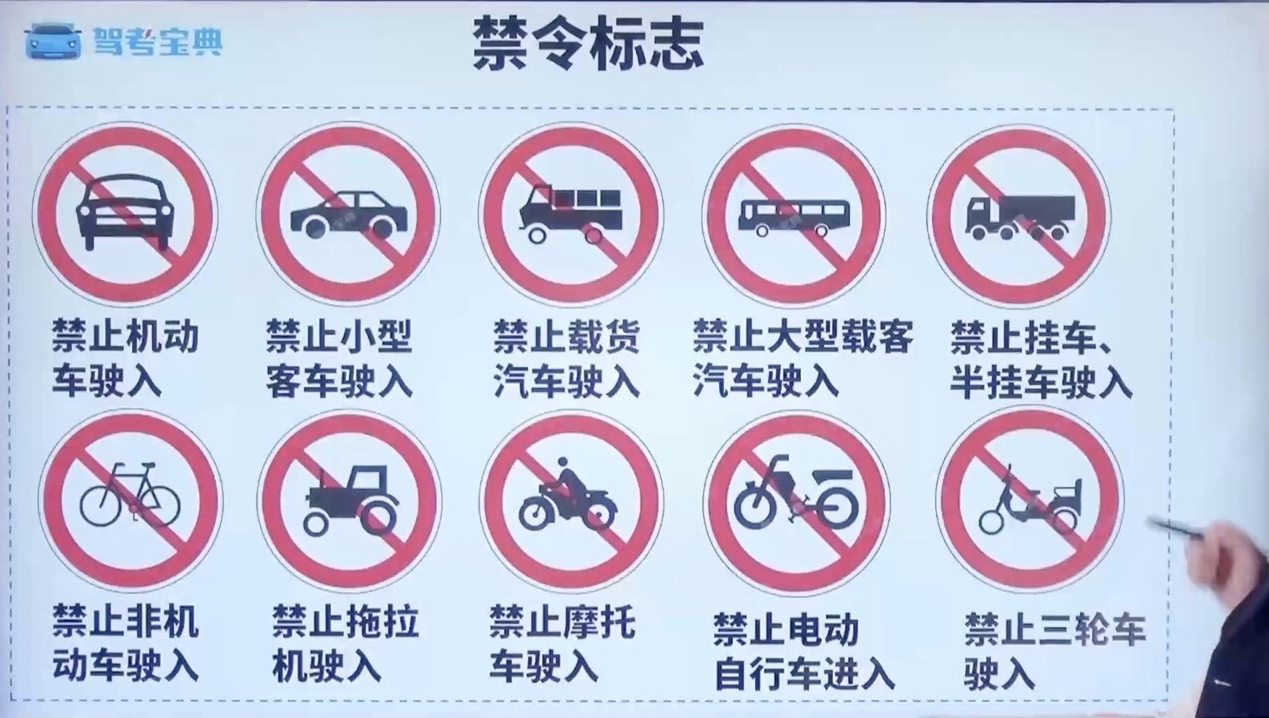 驾考宝典
禁令标志
禁止机动
车驶入
禁止小型
客车驶入
禁止载货
汽车驶入
禁止大型载客
汽车驶入
禁止挂车、
半挂车驶入
禁止非机
动车驶入
禁止拖拉
机驶入
禁止摩托
车驶入
禁止电动
自行车进入
禁止三轮车
驶入